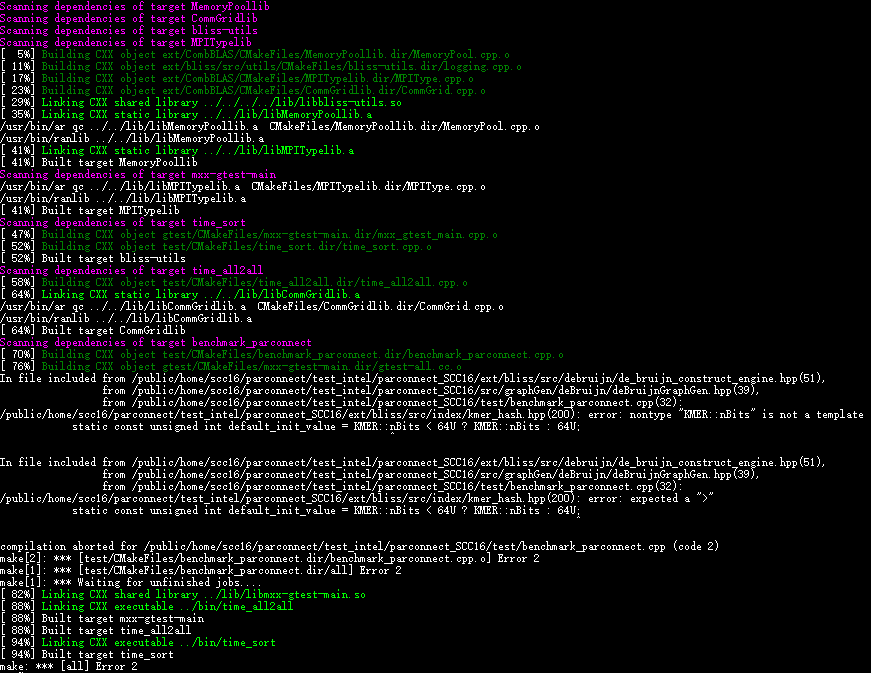 Scanning dependencies of target MemoryPoollib
Scanning dependencies of target CommGridlib
Scanning dependencies of target bliss-utils
Scanning dependencies of target MPITypelib
[  5%] Building CXX object ext/CombBLAS/CMakeFiles/MemoryPoollib.dir/MemoryPool.cpp.o
[ 11%] Building CXX object ext/bliss/src/utils/CMakeFiles/bliss-utils.dir/logging.cpp.o
[ 17%] Building CXX object ext/CombBLAS/CMakeFiles/MPITypelib.dir/MPIType.cpp.o
[ 23%] Building CXX object ext/CombBLAS/CMakeFiles/CommGridlib.dir/CommGrid.cpp.o
[ 29%] Linking CXX shared library ../../../../lib/libbliss-utils.so
[ 35%] Linking CXX static library ../../lib/libMemoryPoollib.a
/usr/bin/ar qc ../../lib/libMemoryPoollib.a  CMakeFiles/MemoryPoollib.dir/MemoryPool.cpp.o
/usr/bin/ranlib ../../lib/libMemoryPoollib.a
[ 41%] Linking CXX static library ../../lib/libMPITypelib.a
[ 41%] Built target MemoryPoollib
Scanning dependencies of target mxx-gtest-main
/usr/bin/ar qc ../../lib/libMPITypelib.a  CMakeFiles/MPITypelib.dir/MPIType.cpp.o
/usr/bin/ranlib ../../lib/libMPITypelib.a
[ 41%] Built target MPITypelib
Scanning dependencies of target time_sort
[ 47%] Building CXX object gtest/CMakeFiles/mxx-gtest-main.dir/mxx_gtest_main.cpp.o
[ 52%] Building CXX object test/CMakeFiles/time_sort.dir/time_sort.cpp.o
[ 52%] Built target bliss-utils
Scanning dependencies of target time_all2all
[ 58%] Building CXX object test/CMakeFiles/time_all2all.dir/time_all2all.cpp.o
[ 64%] Linking CXX static library ../../lib/libCommGridlib.a
/usr/bin/ar qc ../../lib/libCommGridlib.a  CMakeFiles/CommGridlib.dir/CommGrid.cpp.o
/usr/bin/ranlib ../../lib/libCommGridlib.a
[ 64%] Built target CommGridlib
Scanning dependencies of target benchmark_parconnect
[ 70%] Building CXX object test/CMakeFiles/benchmark_parconnect.dir/benchmark_parconnect.cpp.o
[ 76%] Building CXX object gtest/CMakeFiles/mxx-gtest-main.dir/gtest-all.cc.o
In file included from /public/home/scc16/parconnect/test_intel/parconnect_SCC16/ext/bliss/src/debruijn/de_bruijn_construct_engine.hpp(51),
from /public/home/scc16/parconnect/test_intel/parconnect_SCC16/src/graphGen/deBruijn/deBruijnGraphGen.hpp(39),
from /public/home/scc16/parconnect/test_intel/parconnect_SCC16/test/benchmark_parconnect.cpp(32):
/public/home/scc16/parconnect/test_intel/parconnect_SCC16/ext/bliss/src/index/kmer_hash.hpp(200): error: nontype "KMER::nBits" is not a template
static const unsigned int default_init_value = KMER::nBits < 64U ? KMER::nBits : 64U;
^
In file included from /public/home/scc16/parconnect/test_intel/parconnect_SCC16/ext/bliss/src/debruijn/de_bruijn_construct_engine.hpp(51),
from /public/home/scc16/parconnect/test_intel/parconnect_SCC16/src/graphGen/deBruijn/deBruijnGraphGen.hpp(39),
from /public/home/scc16/parconnect/test_intel/parconnect_SCC16/test/benchmark_parconnect.cpp(32):
/public/home/scc16/parconnect/test_intel/parconnect_SCC16/ext/bliss/src/index/kmer_hash.hpp(200): error: expected a ">"
static const unsigned int default_init_value = KMER::nBits < 64U ? KMER::nBits : 64U;
^
compilation aborted for /public/home/scc16/parconnect/test_intel/parconnect_SCC16/test/benchmark_parconnect.cpp (code 2)
make[2]: *** [test/CMakeFiles/benchmark_parconnect.dir/benchmark_parconnect.cpp.o] Error 2
make[1]: *** [test/CMakeFiles/benchmark_parconnect.dir/all] Error 2
make[1]: *** Waiting for unfinished jobs....
[ 82%] Linking CXX shared library ../lib/libmxx-gtest-main.so
[ 88%] Linking CXX executable ../bin/time_all2all
[ 88%] Built target mxx-gtest-main
[ 88%] Built target time_all2all
[ 94%] Linking CXX executable ../bin/time_sort
[ 94%] Built target time_sort
make: *** [all] Error 2